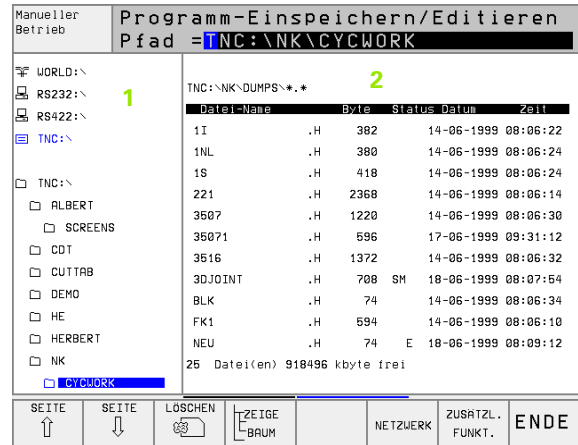 Manueller
Betrieb
Programm-Einspeichern/Editieren
Pfad =TNC:\NK\CYCWORK
WORLD:\
RS232:\
RS422:\
TNC:\
1
TNC:\
ALBERT
SCREENS
CDT
CUTTAB
DEMO
HE
HERBERT
NK
CYCWORK
2
TNC:\NK\DUMPS\*.*
Datei-Name Byte Status Datum Zeit
1I .H 382 14-06-1999 08:06:22
1NL .H 380 14-06-1999 08:06:24
1S .H 418 14-06-1999 08:06:24
221 .H 2368 14-06-1999 08:06:14
3507 .H 1220 14-06-1999 08:06:30
35071 .H 596 17-06-1999 09:31:12
3516 .H 1372 14-06-1999 08:06:32
3DJOINT .H 708 SM 18-06-1999 08:07:54
BLK .H 74 14-06-1999 08:06:34
FK1 .H 594 14-06-1999 08:06:10
NEU .H 74 E 18-06-1999 08:09:12
25 Datei(en) 918496 kbyte frei
SEITE
SEITE
LÖSCHEN
ZEIGE
BAUM
NETZWERK
ZUSÄTZL.
FUNKT.
ENDE